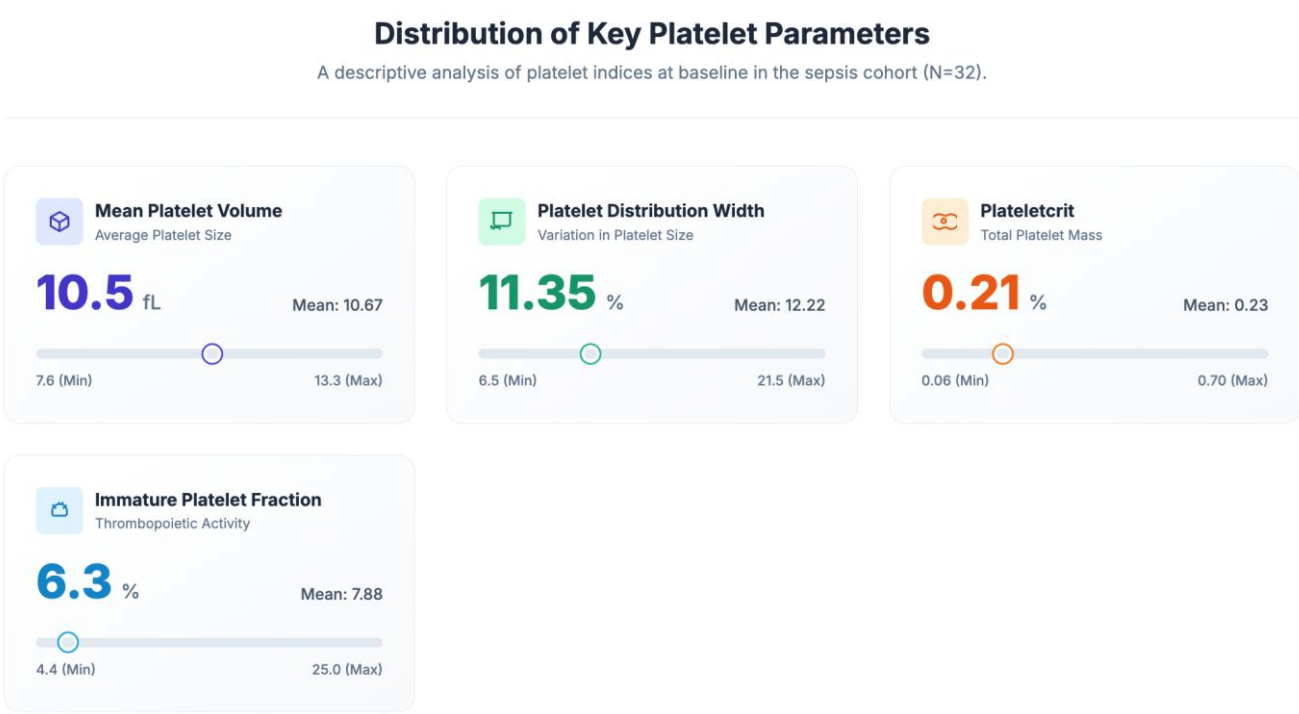 Distribution of Key Platelet Parameters
A descriptive analysis of platelet indices at baseline in the sepsis cohort (N=32).
Mean Platelet Volume
Average Platelet Size
10.5 fL
Mean: 10.67
7.6 (Min)
13.3 (Max)
Platelet Distribution Width
Variation in Platelet Size
11.35 %
Mean: 12.22
6.5 (Min)
21.5 (Max)
Plateletcrit
Total Platelet Mass
0.21 %
Mean: 0.23
0.06 (Min)
0.70 (Max)
Immature Platelet Fraction
Thrombopoietic Activity
6.3 %
Mean: 7.88
4.4 (Min)
25.0 (Max)